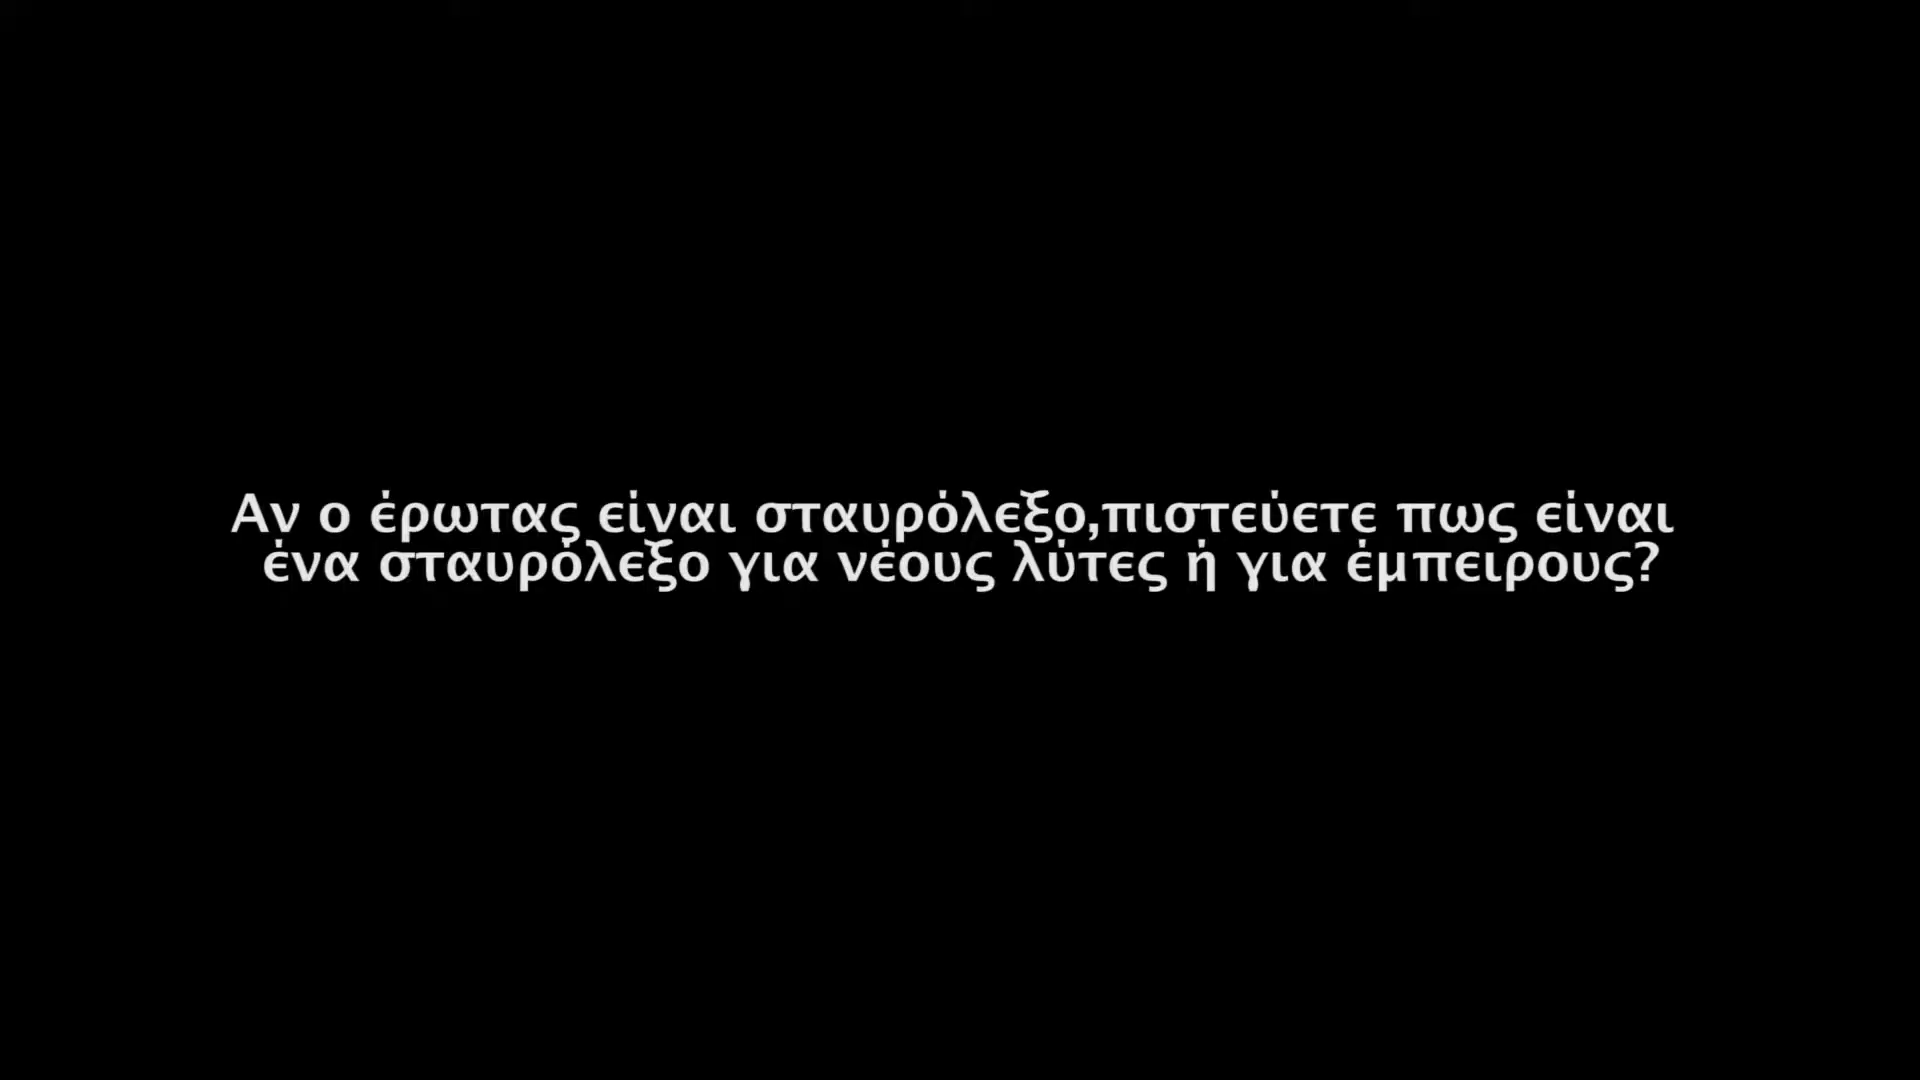 Αν ο έρωτας είναι σταυρόλεξο,πιστεύετε πως είναι
ένα σταυρόλεξο για νέους λύτες ή για έμπειρους?